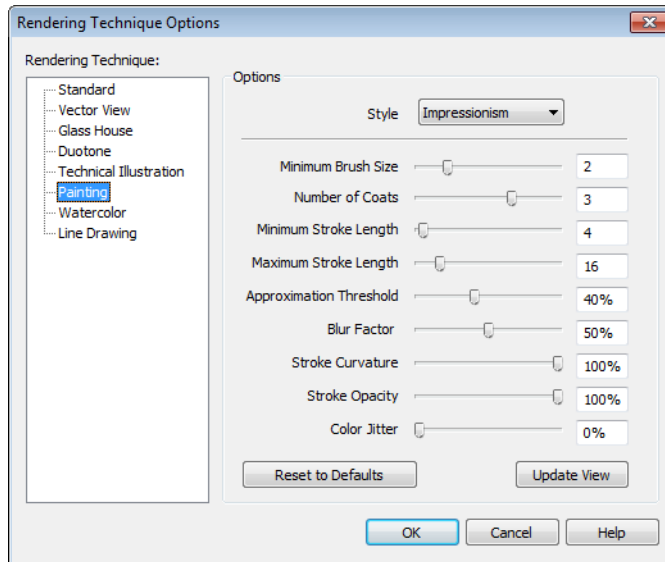 Rendering Technique Options
Rendering Technique:
Standard
Vector View
Glass House
Duotone
Technical Illustration
Painting
Watercolor
Line Drawing
Options
Style Impressionism
Minimum Brush Size 2
Number of Coats 3
Minimum Stroke Length 4
Maximum Stroke Length 16
Approximation Threshold 40%
Blur Factor 50%
Stroke Curvature 100%
Stroke Opacity 100%
Color Jitter 0%
Reset to Defaults Update View
OK Cancel Help